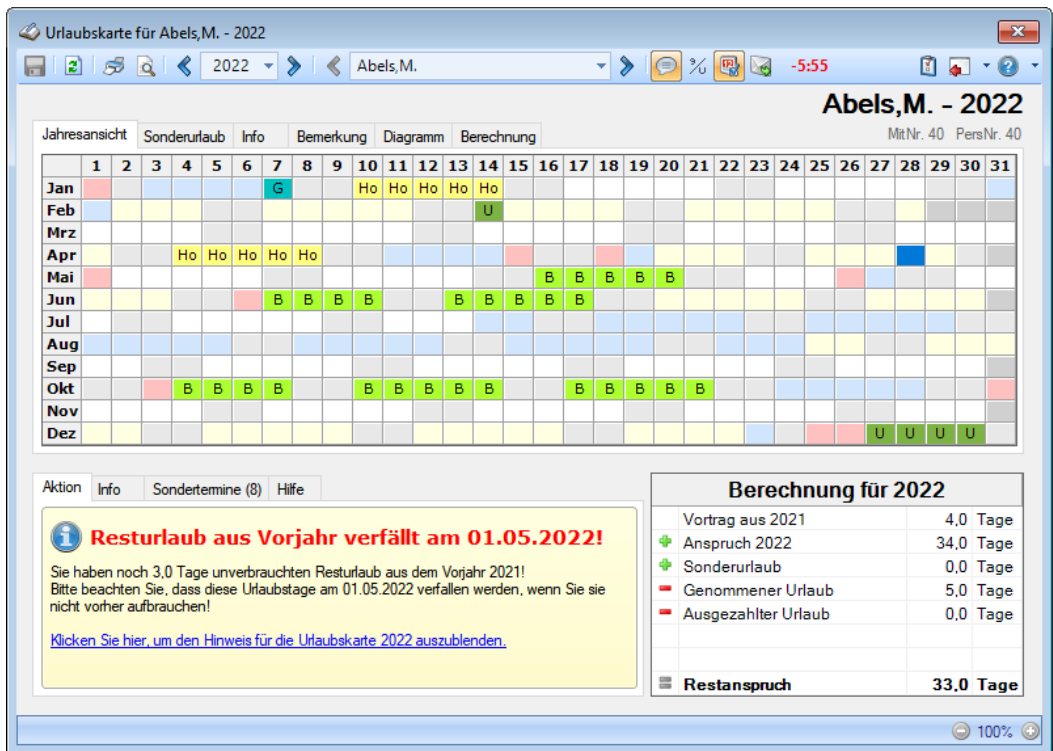 Urlaubskarte für Abels,M. - 2022
2022 Abels,M. -5:55
Abels,M. - 2022
MitNr. 40 PersNr. 40
Jahresansicht Sonderurlaub Info Bemerkung Diagramm Berechnung
1 2 3 4 5 6 7 8 9 10 11 12 13 14 15 16 17 18 19 20 21 22 23 24 25 26 27 28 29 30 31
Jan G Ho Ho Ho Ho Ho
Feb U
Mrz
Apr Ho Ho Ho Ho Ho
Mai B B B B B
Jun B B B B B B B B B
Jul
Aug
Sep
Okt B B B B B B B B B B B B B B
Nov
Dez U U U U
Aktion Info Sondertermine (8) Hilfe
Resturlaub aus Vorjahr verfällt am 01.05.2022!
Sie haben noch 3,0 Tage unverbrauchten Resturlaub aus dem Vorjahr 2021!
Bitte beachten Sie, dass diese Urlaubstage am 01.05.2022 verfallen werden, wenn Sie sie
nicht vorher aufbrauchen!
Klicken Sie hier, um den Hinweis für die Urlaubskarte 2022 auszublenden.
Berechnung für 2022
Vortrag aus 2021 4,0 Tage
Anspruch 2022 34,0 Tage
Sonderurlaub 0,0 Tage
Genommener Urlaub 5,0 Tage
Ausgezahlter Urlaub 0,0 Tage
Restanspruch 33,0 Tage
100%